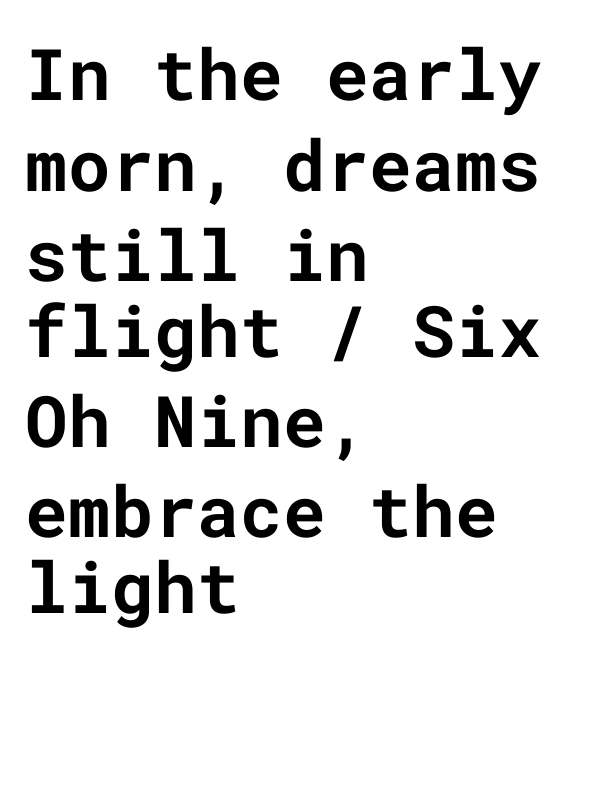 In the early
morn, dreams
still in
flight / Six
Oh Nine,
embrace the
light